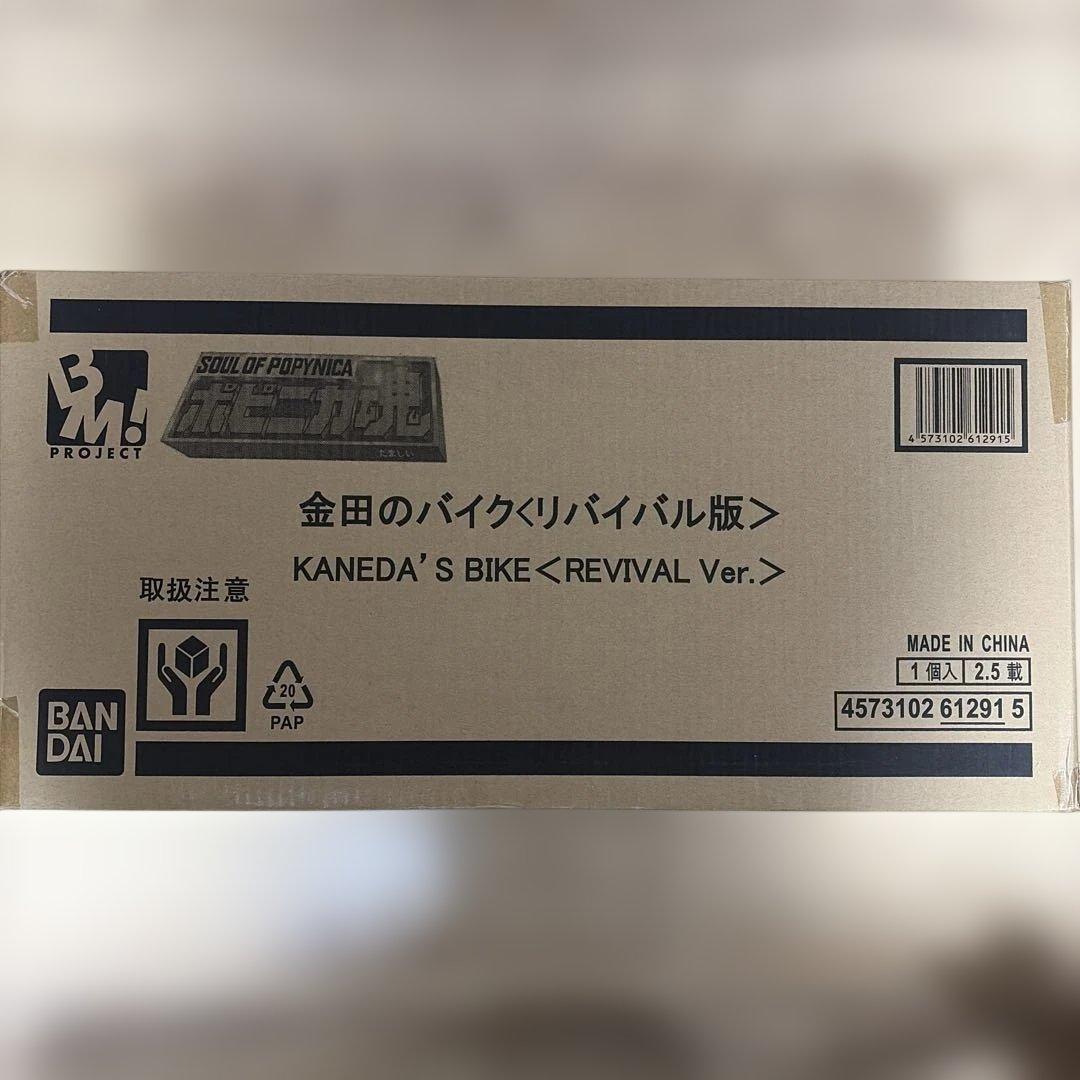 BM!
PROJECT
SOUL OF POPYNICA
ポピニカ魂
たましい
4 573102 612915
金田のバイク<リバイバル版>
KANEDA'S BIKE<REVIVAL Ver.>
取扱注意
20
PAP
MADE IN CHINA
1 個入 2.5 載
4573102 61291 5
BAN
DAI